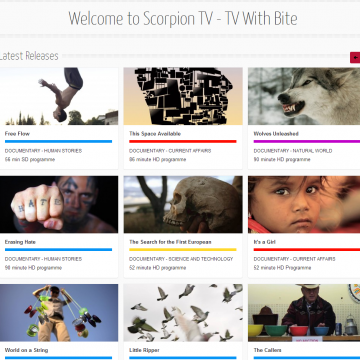 Welcome to Scorpion TV - TV With Bite
Latest Releases
Free Flow
DOCUMENTARY - HUMAN STORIES
56 min SD programme
This Space Available
DOCUMENTARY - CURRENT AFFAIRS
86 minute HD programme
Wolves Unleashed
DOCUMENTARY - NATURAL WORLD
90 minute HD programme
HATE
Erasing Hate
DOCUMENTARY - HUMAN STORIES
90 minute HD programme
The Search for the First European
DOCUMENTARY - SCIENCE AND TECHNOLOGY
52 minute HD programme
It's a Girl
DOCUMENTARY - CURRENT AFFAIRS
52 minute HD programme
World on a String
Little Ripper
The Callers